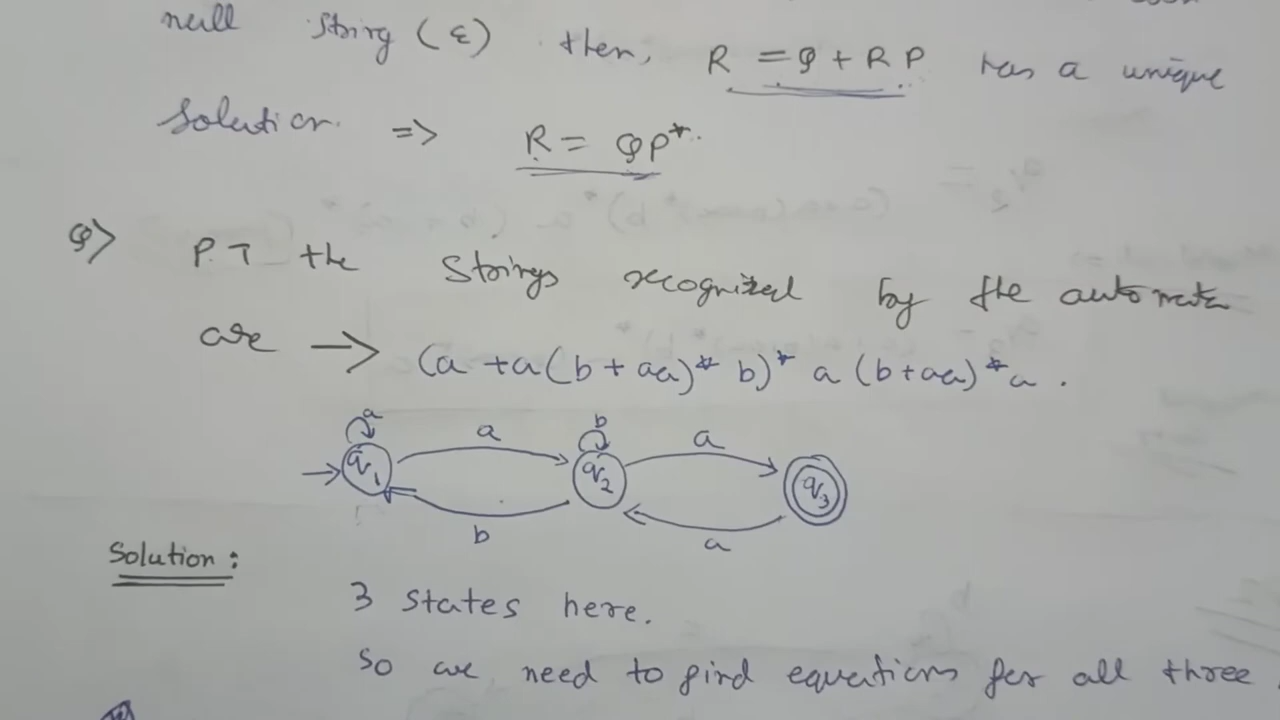 null string (ε) then, R = Q + RP has a unique
solution. => R = QP*.
Q> P.T the strings recognized by the automata
are → (a + a(b + aa)* b)* a (b+aa)* a .
a a b a
q₁ q₂ q₃
b a
Solution :
3 states here.
So we need to find equations for all three